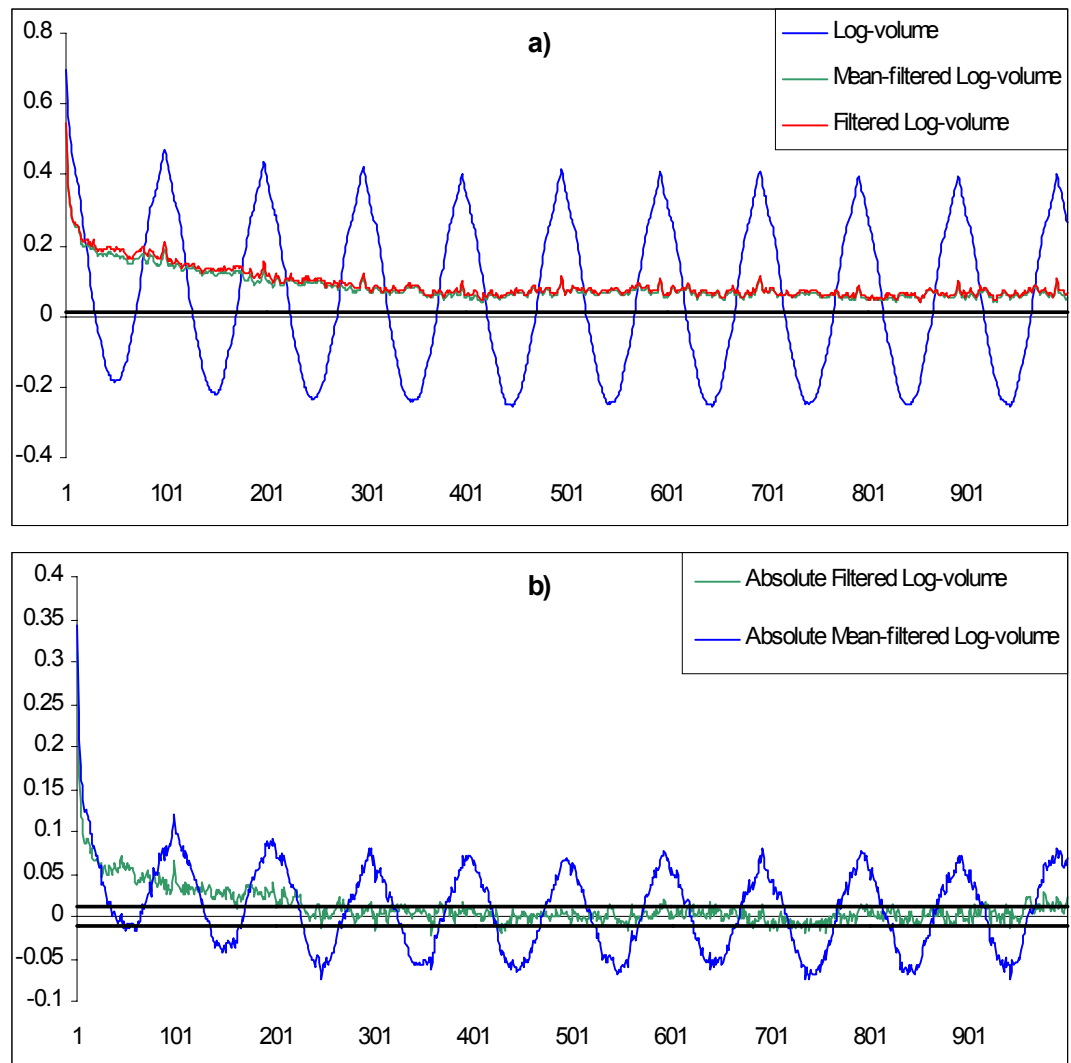 a)
Log-volume
Mean-filtered Log-volume
Filtered Log-volume
0.8
0.6
0.4
0.2
0
-0.2
-0.4
1 101 201 301 401 501 601 701 801 901
b)
Absolute Filtered Log-volume
Absolute Mean-filtered Log-volume
0.4
0.35
0.3
0.25
0.2
0.15
0.1
0.05
0
-0.05
-0.1
1 101 201 301 401 501 601 701 801 901